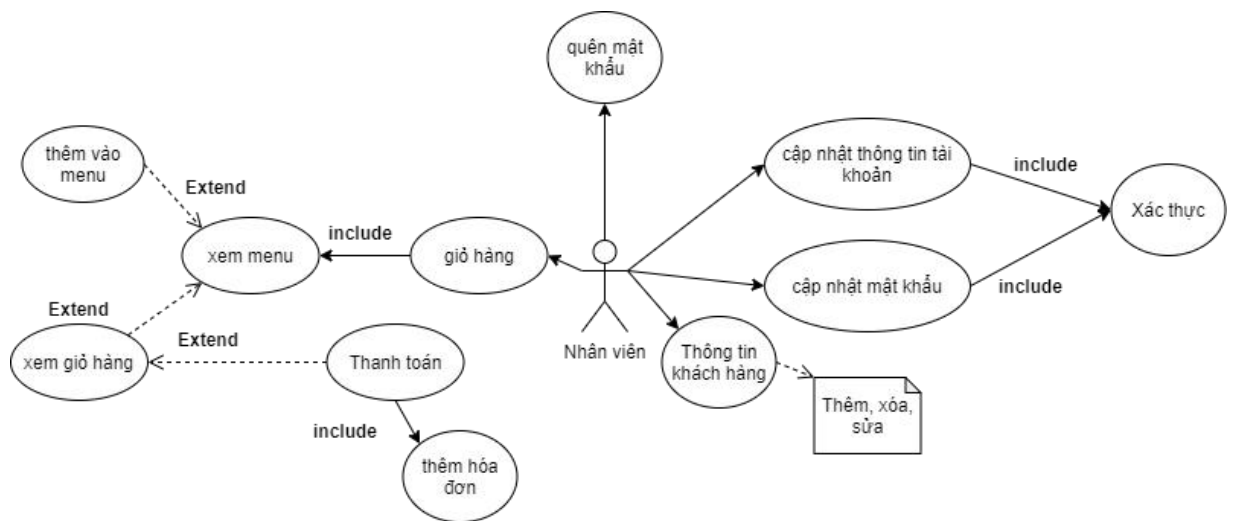 quên mật
khẩu
thêm vào
menu
Extend
cập nhật thông tin tài
khoản
include
Xác thực
xem menu
include
giỏ hàng
cập nhật mật khẩu
include
Extend
xem giỏ hàng
Extend
Thanh toán
Nhân viên
Thông tin
khách hàng
Thêm, xóa,
sửa
include
thêm hóa
đơn